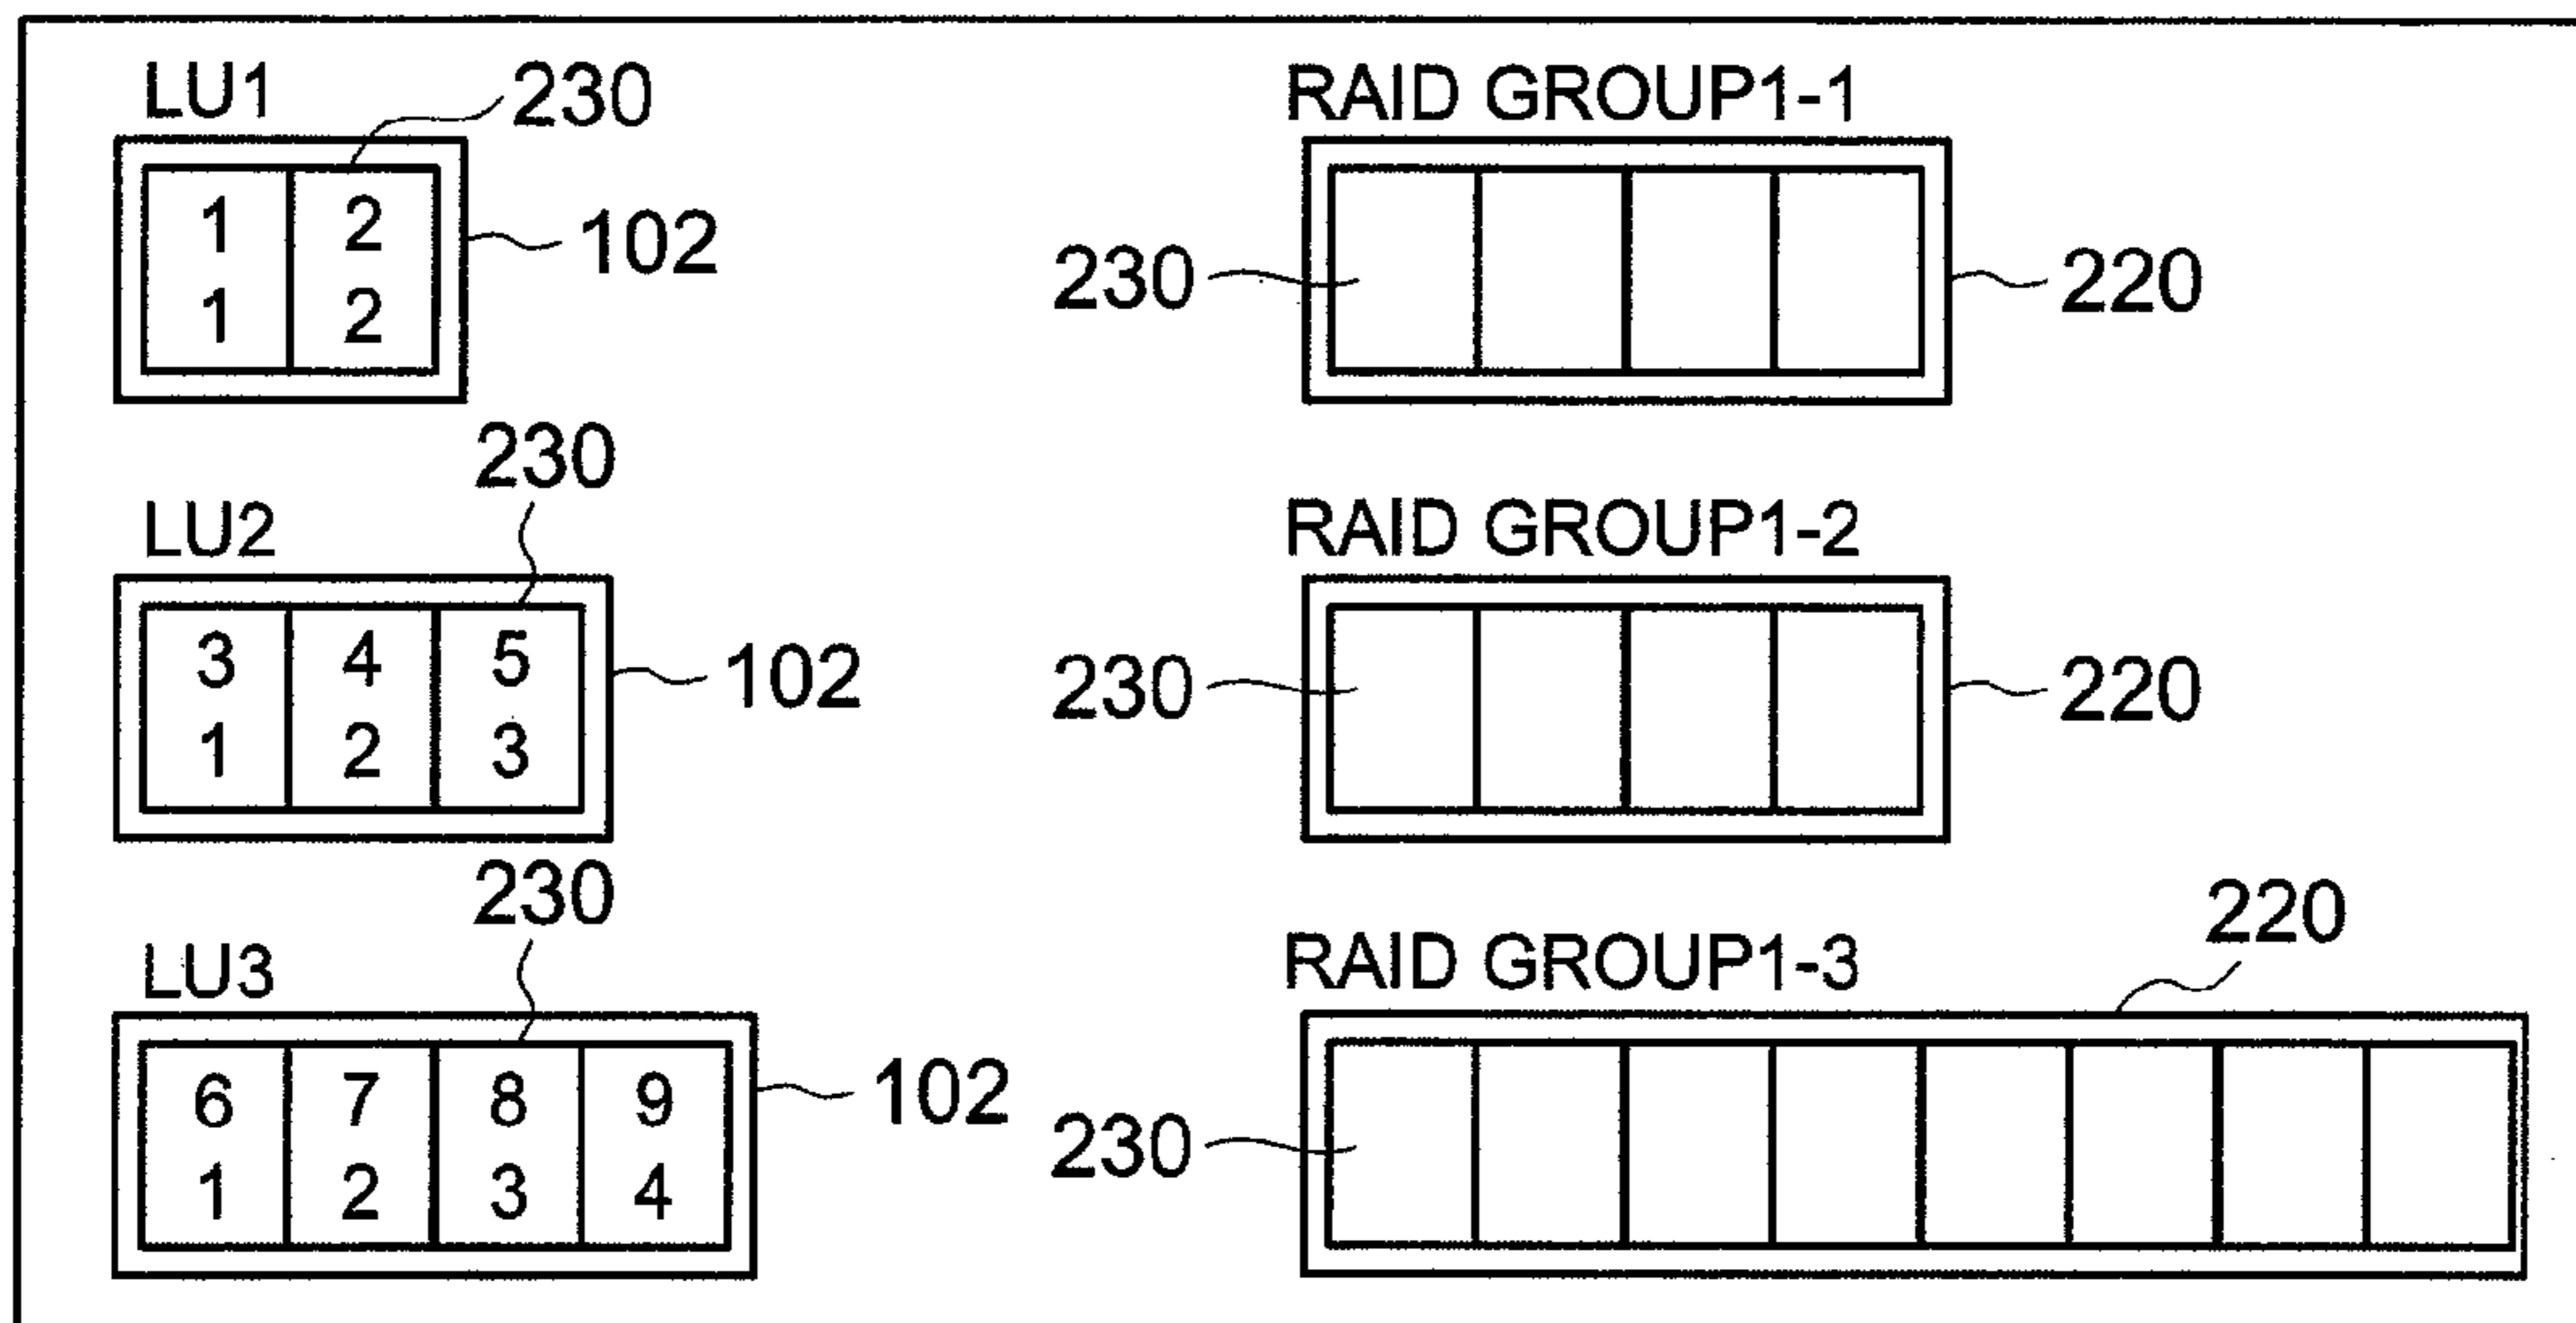 LU1
230
1 2
1 2
102
LU2
230
3 4 5
1 2 3
102
LU3
230
6 7 8 9
1 2 3 4
102
RAID GROUP1-1
230
220
RAID GROUP1-2
230
220
RAID GROUP1-3
220
230